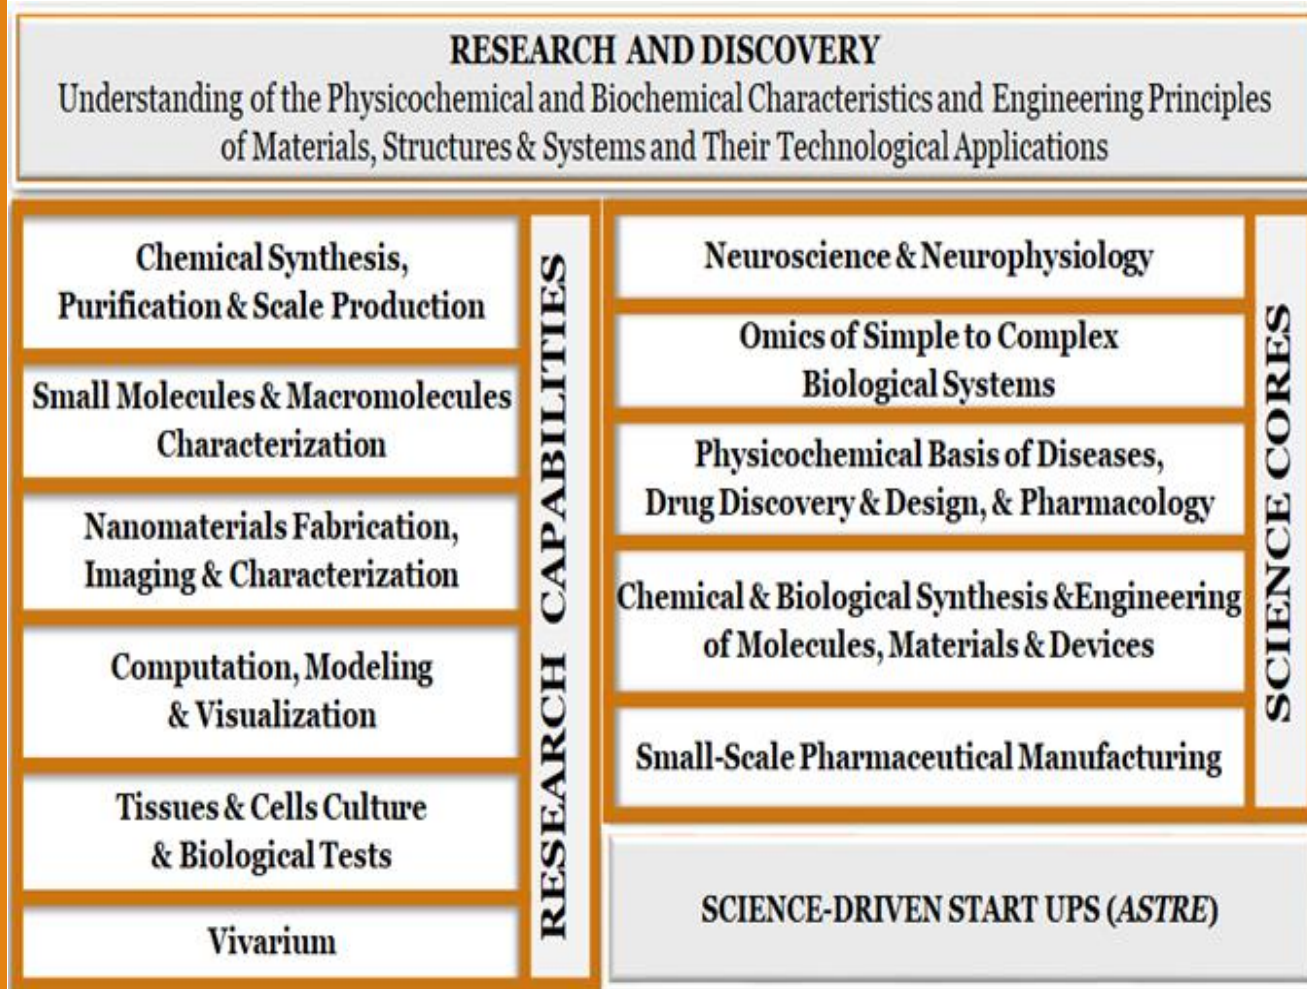 RESEARCH AND DISCOVERY
Understanding of the Physicochemical and Biochemical Characteristics and Engineering Principles
of Materials, Structures & Systems and Their Technological Applications
Chemical Synthesis,
Purification & Scale Production
Small Molecules & Macromolecules
Characterization
Nanomaterials Fabrication,
Imaging & Characterization
Computation, Modeling
& Visualization
Tissues & Cells Culture
& Biological Tests
Vivarium
RESEARCH CAPABILITIES
Neuroscience & Neurophysiology
Omics of Simple to Complex
Biological Systems
Physicochemical Basis of Diseases,
Drug Discovery & Design, & Pharmacology
Chemical & Biological Synthesis &Engineering
of Molecules, Materials & Devices
Small-Scale Pharmaceutical Manufacturing
SCIENCE CORES
SCIENCE-DRIVEN START UPS (ASTRE)